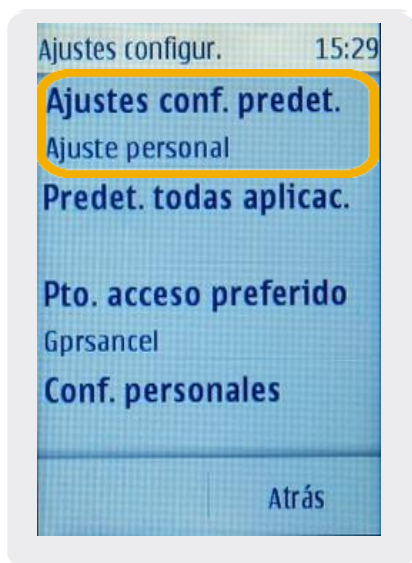 Ajustes configur. 15:29
Ajustes conf. predet.
Ajuste personal
Predet. todas aplicac.
Pto. acceso preferido
Gprsancel
Conf. personales
Atrás